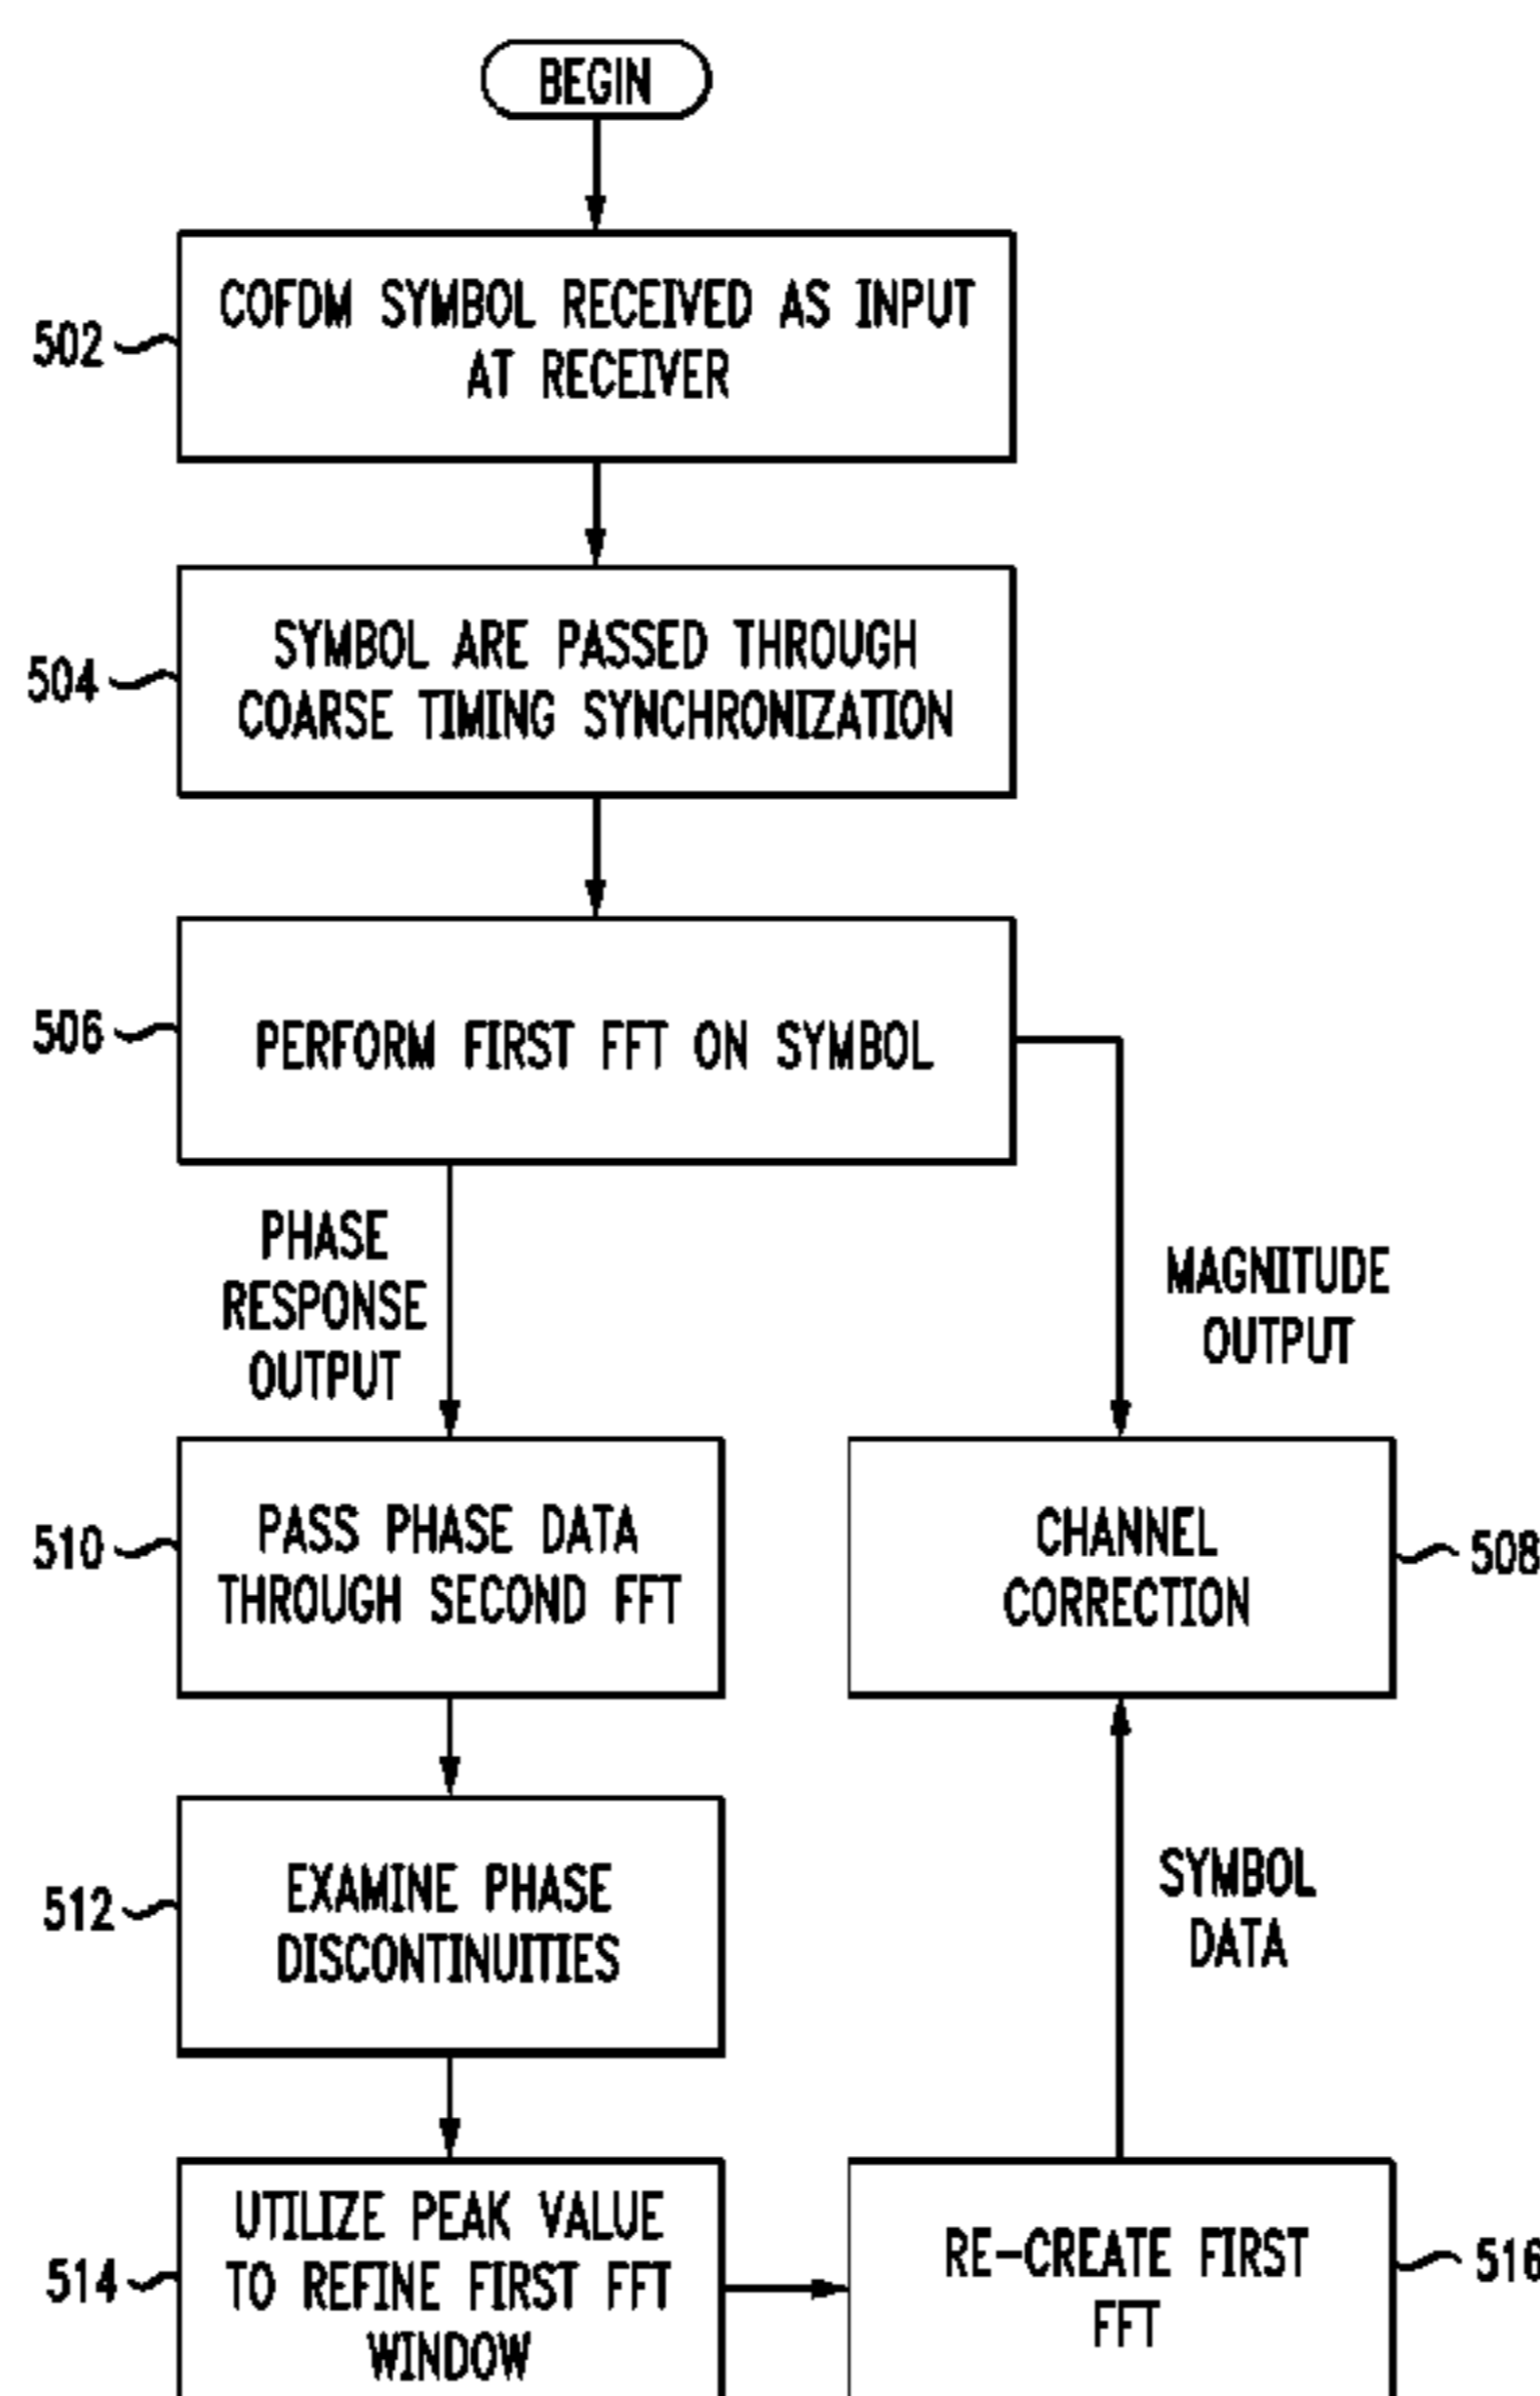 BEGIN
502
COFDM SYMBOL RECEIVED AS INPUT
AT RECEIVER
504
SYMBOL ARE PASSED THROUGH
COARSE TIMING SYNCHRONIZATION
506
PERFORM FIRST FFT ON SYMBOL
PHASE
RESPONSE
OUTPUT
MAGNITUDE
OUTPUT
510
PASS PHASE DATA
THROUGH SECOND FFT
CHANNEL
CORRECTION
508
512
EXAMINE PHASE
DISCONTINUITIES
SYMBOL
DATA
514
UTILIZE PEAK VALUE
TO REFINE FIRST FFT
WINDOW
RE-CREATE FIRST
FFT
516